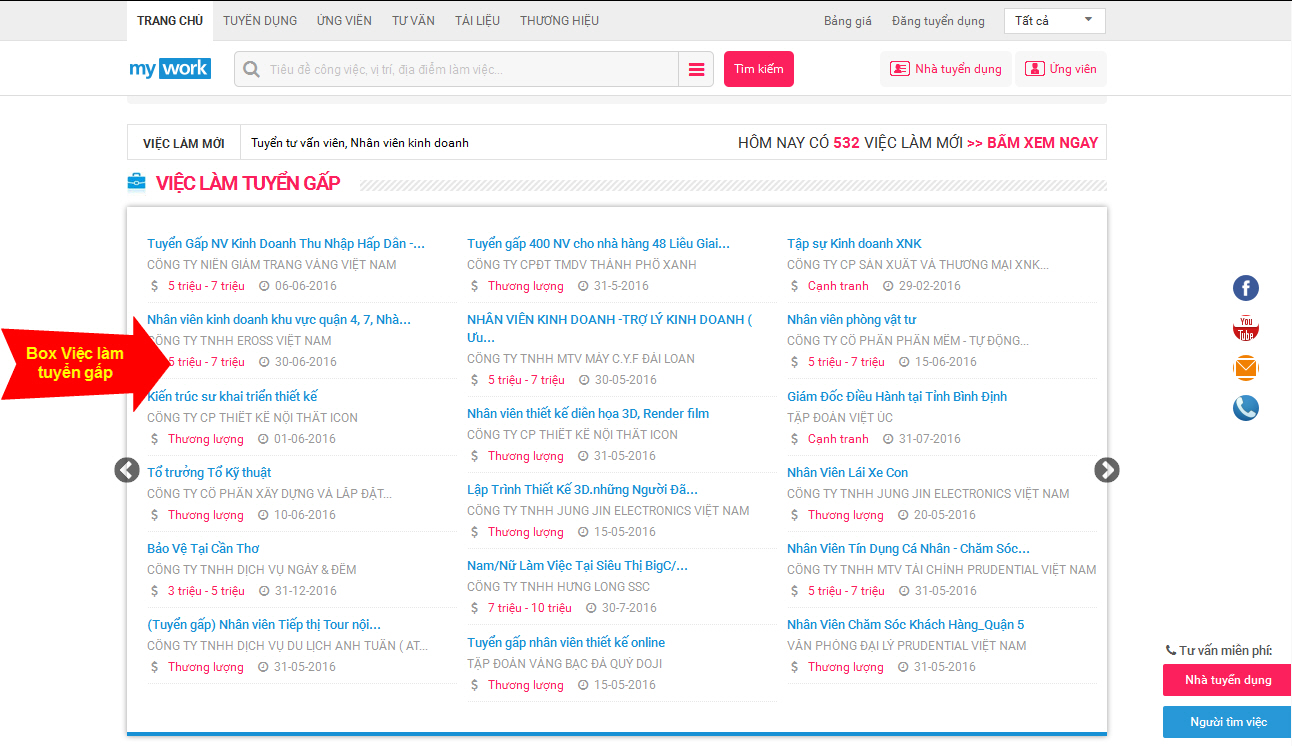 TRANG CHỦ TUYỂN DỤNG ỨNG VIÊN TƯ VẤN TÀI LIỆU THƯƠNG HIỆU Bảng giá Đăng tuyển dụng Tất cả
my work Tiêu đề công việc, vị trí, địa điểm làm việc... Tìm kiếm Nhà tuyển dụng Ứng viên
VIỆC LÀM MỚI Tuyển tư vấn viên, Nhân viên kinh doanh HÔM NAY CÓ 532 VIỆC LÀM MỚI >> BẤM XEM NGAY
VIỆC LÀM TUYỂN GẤP
Tuyển Gấp NV Kinh Doanh Thu Nhập Hấp Dẫn -...
CÔNG TY NIÊN GIÁM TRANG VÀNG VIỆT NAM
$ 5 triệu - 7 triệu 06-06-2016
Nhân viên kinh doanh khu vực quận 4, 7, Nhà...
CÔNG TY TNHH EROSS VIỆT NAM
5 triệu - 7 triệu 30-06-2016
Box Việc làm
tuyển gấp
Kiến trúc sư khai triển thiết kế
CÔNG TY CP THIẾT KẾ NỘI THẤT ICON
$ Thương lượng 01-06-2016
Tổ trưởng Tổ Kỹ thuật
CÔNG TY CỔ PHẦN XÂY DỰNG VÀ LẮP ĐẶT...
$ Thương lượng 10-06-2016
Bảo Vệ Tại Cần Thơ
CÔNG TY TNHH DỊCH VỤ NGÀY & ĐÊM
$ 3 triệu - 5 triệu 31-12-2016
(Tuyển gấp) Nhân viên Tiếp thị Tour nội...
CÔNG TY TNHH DỊCH VỤ DU LỊCH ANH TUẤN ( AT...
$ Thương lượng 31-05-2016
Tuyển gấp 400 NV cho nhà hàng 48 Liễu Giai...
CÔNG TY CPĐT TMDV THÀNH PHỐ XANH
$ Thương lượng 31-5-2016
NHÂN VIÊN KINH DOANH -TRỢ LÝ KINH DOANH (
Ưu...
CÔNG TY TNHH MTV MÁY C.Y.F ĐÀI LOAN
$ 5 triệu - 7 triệu 30-05-2016
Nhân viên thiết kế diễn họa 3D, Render film
CÔNG TY CP THIẾT KẾ NỘI THẤT ICON
$ Thương lượng 31-05-2016
Lập Trình Thiết Kế 3D.những Người Đã...
CÔNG TY TNHH JUNG JIN ELECTRONICS VIỆT NAM
$ Thương lượng 15-05-2016
Nam/Nữ Làm Việc Tại Siêu Thị BigC/...
CÔNG TY TNHH HƯNG LONG SSC
$ 7 triệu - 10 triệu 30-7-2016
Tuyển gấp nhân viên thiết kế online
TẬP ĐOÀN VÀNG BẠC ĐÁ QUÝ DOJI
$ Thương lượng 15-05-2016
Tập sự Kinh doanh XNK
CÔNG TY CP SẢN XUẤT VÀ THƯƠNG MẠI XNK...
$ Cạnh tranh 29-02-2016
Nhân viên phòng vật tư
CÔNG TY CỔ PHẦN PHẦN MỀM - TỰ ĐỘNG...
$ 5 triệu - 7 triệu 15-06-2016
Giám Đốc Điều Hành tại Tỉnh Bình Định
TẬP ĐOÀN VIỆT ÚC
$ Cạnh tranh 31-07-2016
Nhân Viên Lái Xe Con
CÔNG TY TNHH JUNG JIN ELECTRONICS VIỆT NAM
$ Thương lượng 20-05-2016
Nhân Viên Tín Dụng Cá Nhân - Chăm Sóc...
CÔNG TY TNHH MTV TÀI CHÍNH PRUDENTIAL VIỆT NAM
$ 5 triệu - 7 triệu 31-05-2016
Nhân Viên Chăm Sóc Khách Hàng_Quận 5
VĂN PHÒNG ĐẠI LÝ PRUDENTIAL VIỆT NAM
$ Thương lượng 31-05-2016
f
You
Tube
Tư vấn miễn phí:
Nhà tuyển dụng
Người tìm việc